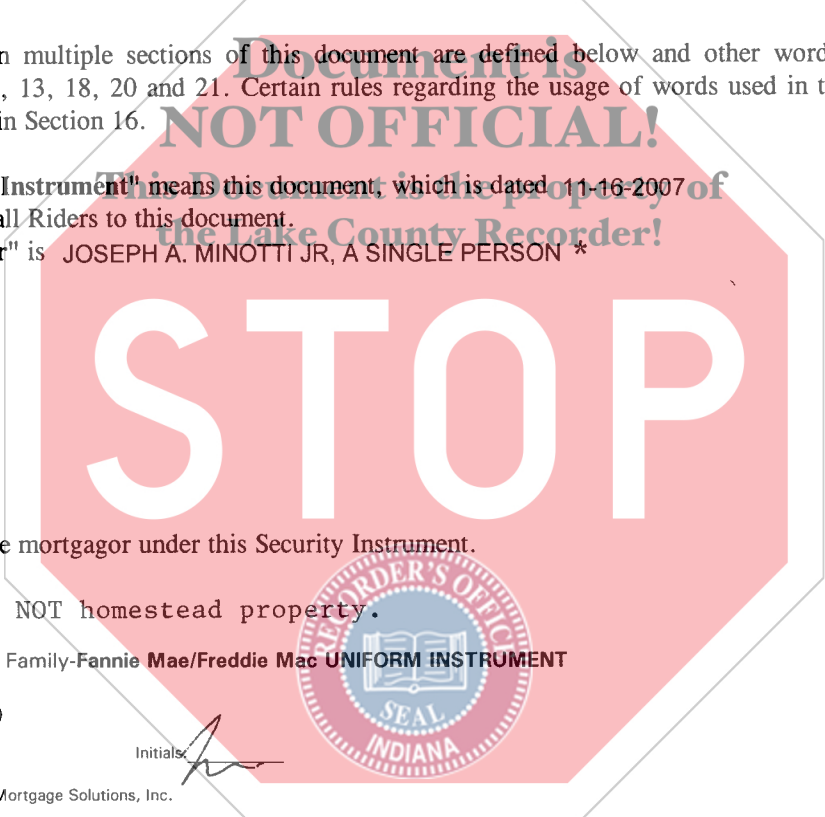 n multiple sections of this document are defined below and other word
, 13, 18, 20 and 21. Certain rules regarding the usage of words used in t
in Section 16.
Document is
NOT OFFICIAL!
This Document is the property of
the Lake County Recorder!
Instrument" means this document, which is dated 11-16-2007
all Riders to this document.
r" is JOSEPH A. MINOTTI JR, A SINGLE PERSON *
STOP
e mortgagor under this Security Instrument.
NOT homestead property.
Family-Fannie Mae/Freddie Mac UNIFORM INSTRUMENT
RECORDER'S OFFICE
SEAL
INDIANA
)
Initials:
Mortgage Solutions, Inc.